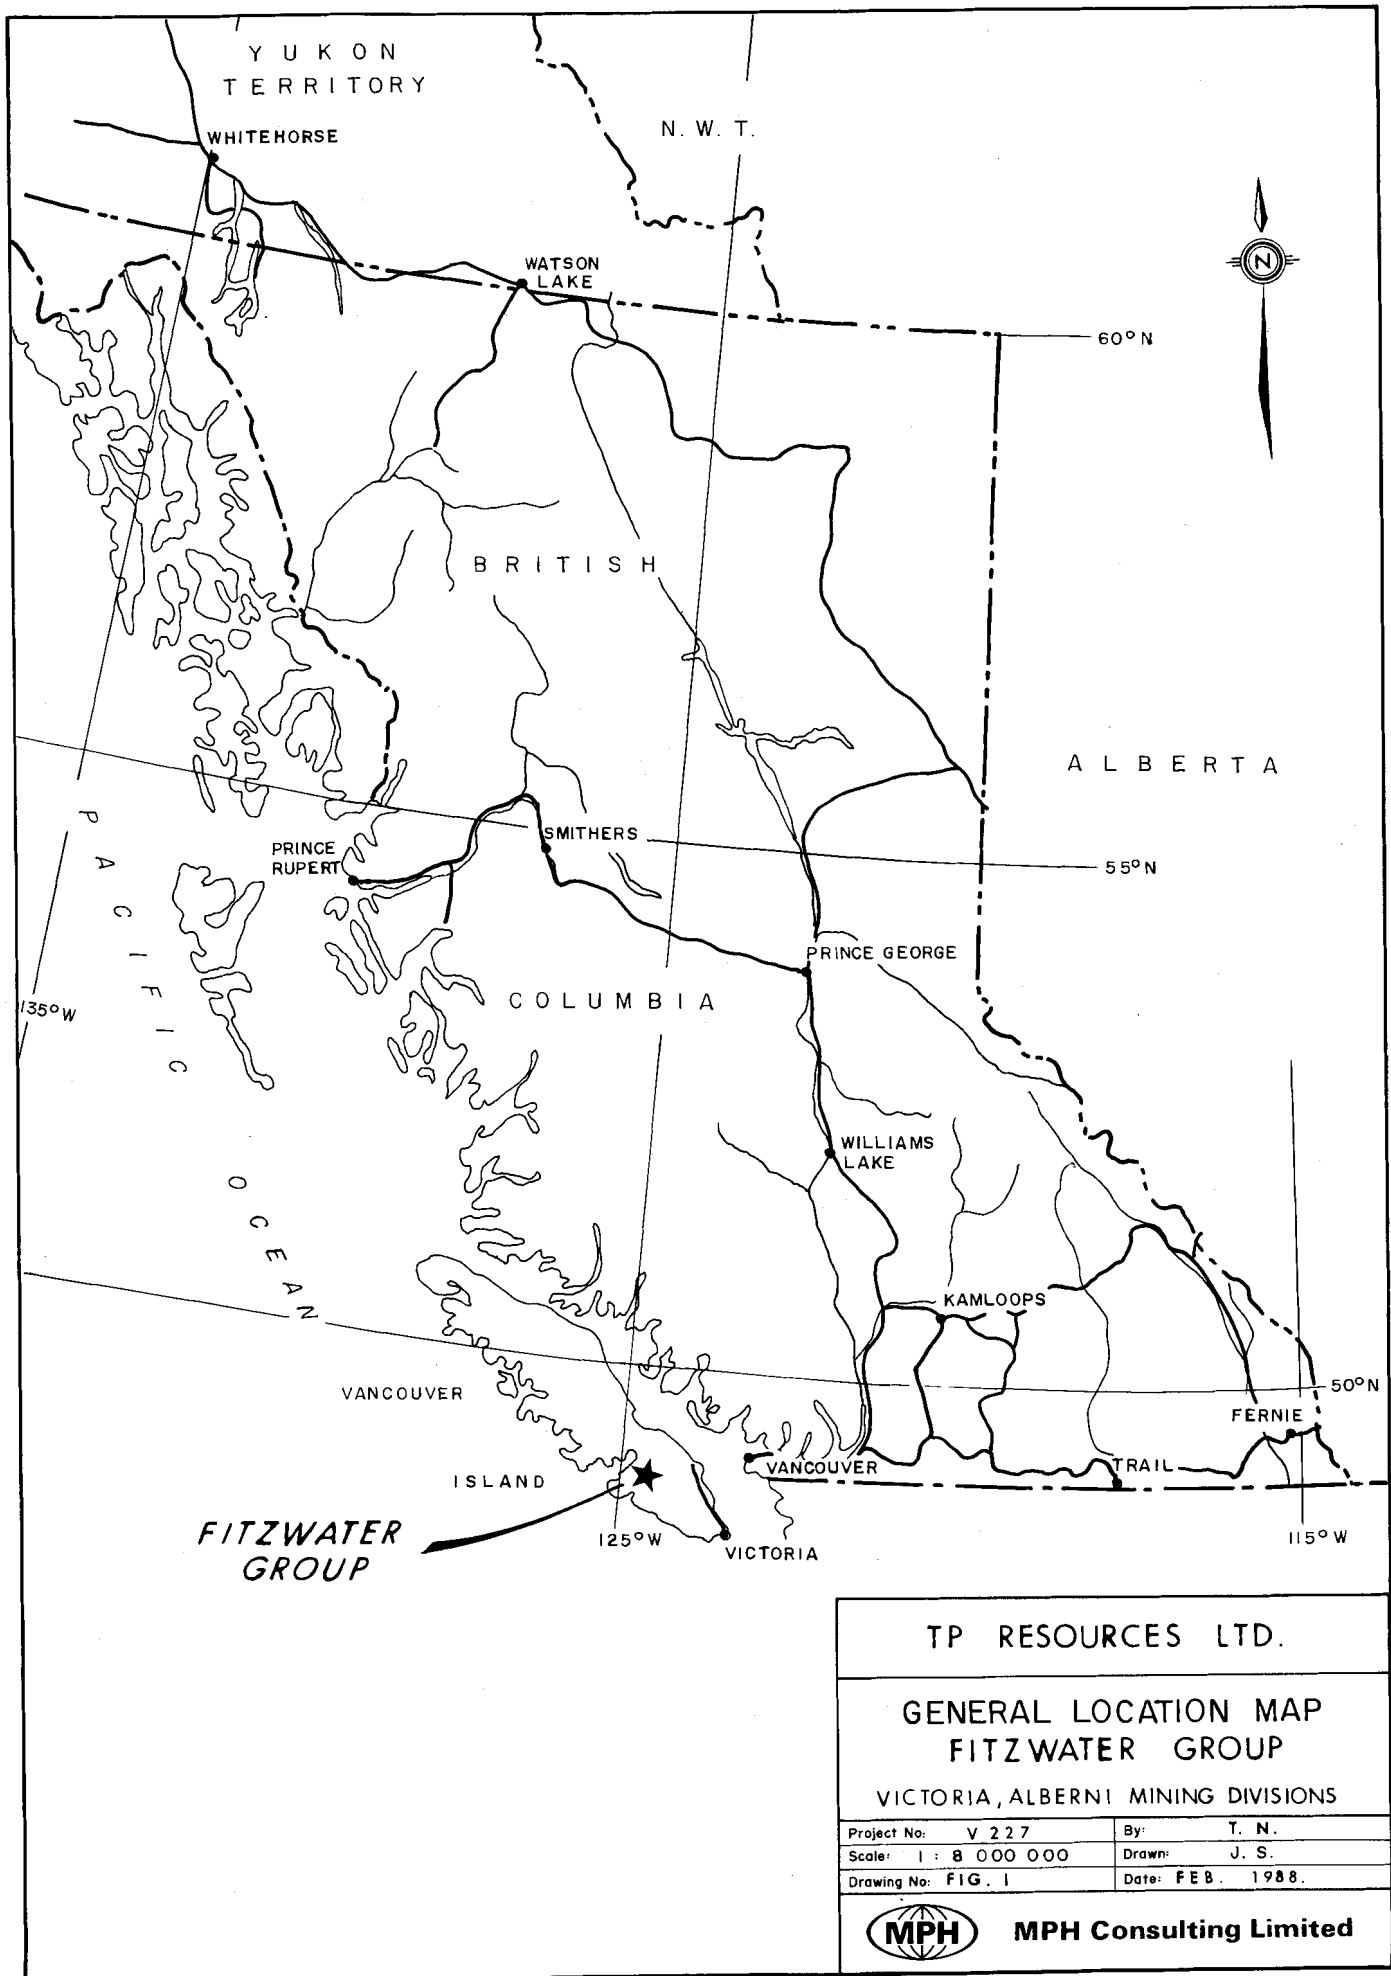 YUKON
TERRITORY
N. W. T.
WHITEHORSE
WATSON
LAKE
N
60°N
BRITISH
ALBERTA
PACIFIC
OCEAN
SMITHERS
PRINCE
RUPERT
55°N
PRINCE GEORGE
COLUMBIA
135°W
WILLIAMS
LAKE
KAMLOOPS
VANCOUVER
ISLAND
50°N
FERNIE
VANCOUVER
TRAIL
FITZWATER
GROUP
125°W
VICTORIA
115°W
TP RESOURCES LTD.
GENERAL LOCATION MAP
FITZWATER GROUP
VICTORIA, ALBERNI MINING DIVISIONS
Project No: V 227
By: T. N.
Scale: 1 : 8 000 000
Drawn: J. S.
Drawing No: FIG. 1
Date: FEB. 1988.
MPH
MPH Consulting Limited